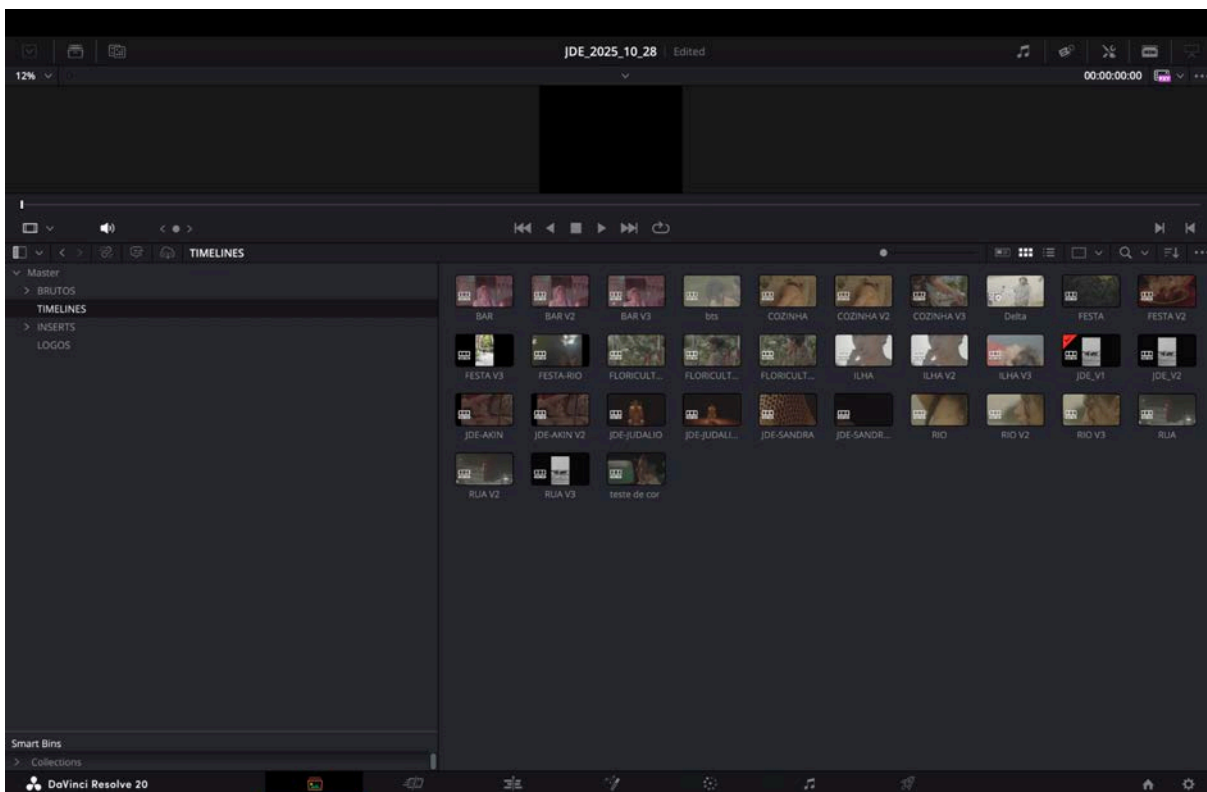 JDE_2025_10_28 Edited
12% 00:00:00:00
TIMELINES
Master
BRUTOS
TIMELINES
INSERTS
LOGOS
BAR BAR V2 BAR V3 bts COZINHA COZINHA V2 COZINHA V3 Delta FESTA FESTA V2
FESTA V3 FESTA-RIO FLORICULT... FLORICULT... FLORICULT... ILHA ILHA V2 ILHA V3 JDE_V1 JDE_V2
JDE-AKIN JDE-AKIN V2 JDE-JUDALIO JDE-JUDALI... JDE-SANDRA JDE-SANDR... RIO RIO V2 RIO V3 RUA
RUA V2 RUA V3 teste de cor
Smart Bins
Collections
DaVinci Resolve 20